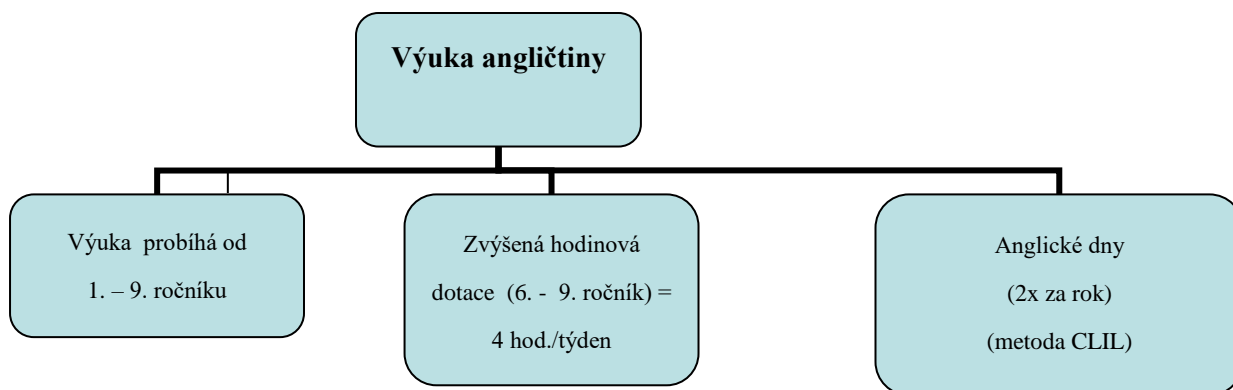 Výuka angličtiny
Výuka probíhá od
1. – 9. ročníku
Zvýšená hodinová
dotace (6. - 9. ročník) =
4 hod./týden
Anglické dny
(2x za rok)
(metoda CLIL)